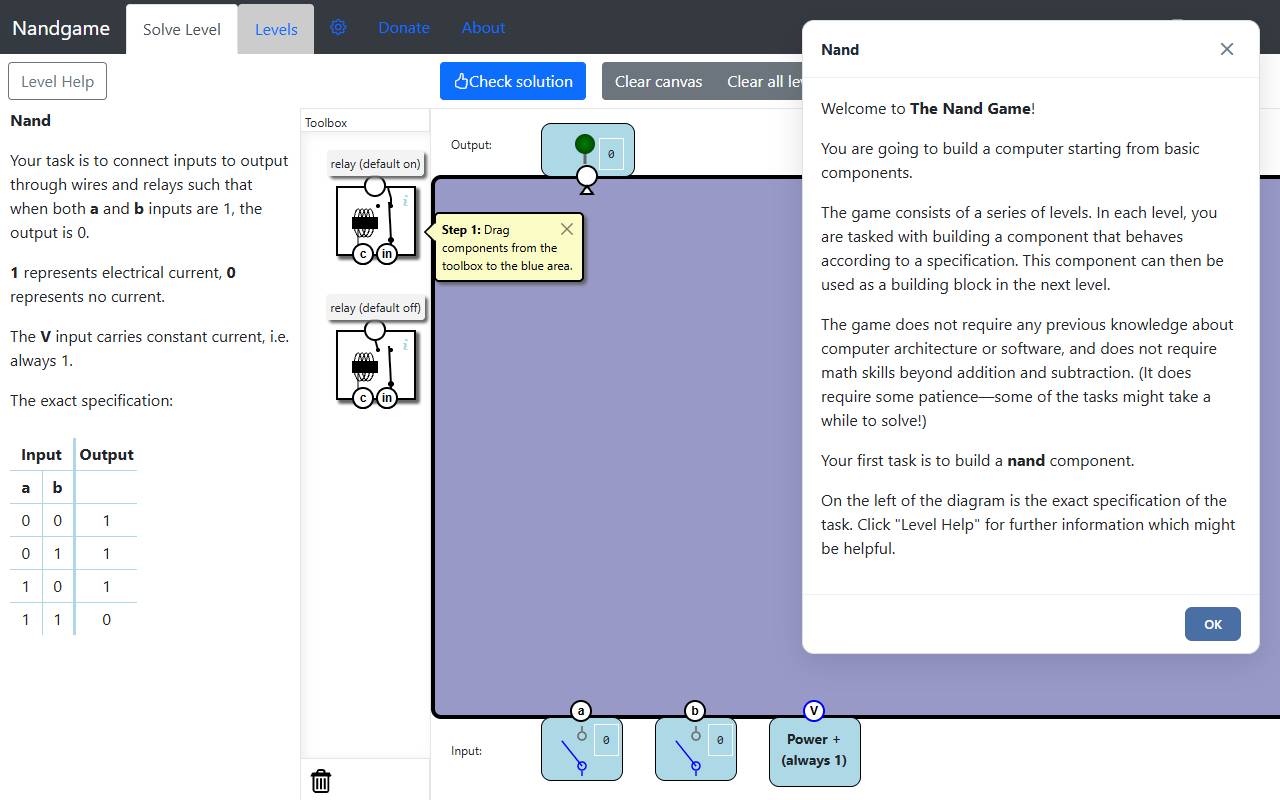 Nandgame
Solve Level
Levels
Donate
About
Level Help
Check solution
Clear canvas
Clear all
Nand
Your task is to connect inputs to output
through wires and relays such that
when both a and b inputs are 1, the
output is 0.
1 represents electrical current, 0
represents no current.
The V input carries constant current, i.e.
always 1.
The exact specification:
Input Output
a b
0 0 1
0 1 1
1 0 1
1 1 0
Toolbox
relay (default on)
i
c in
relay (default off)
i
c in
Output:
0
Step 1: Drag
components from the
toolbox to the blue area.
Input:
a
0
b
0
V
Power +
(always 1)
Nand
Welcome to The Nand Game!
You are going to build a computer starting from basic
components.
The game consists of a series of levels. In each level, you
are tasked with building a component that behaves
according to a specification. This component can then be
used as a building block in the next level.
The game does not require any previous knowledge about
computer architecture or software, and does not require
math skills beyond addition and subtraction. (It does
require some patience—some of the tasks might take a
while to solve!)
Your first task is to build a nand component.
On the left of the diagram is the exact specification of the
task. Click "Level Help" for further information which might
be helpful.
OK